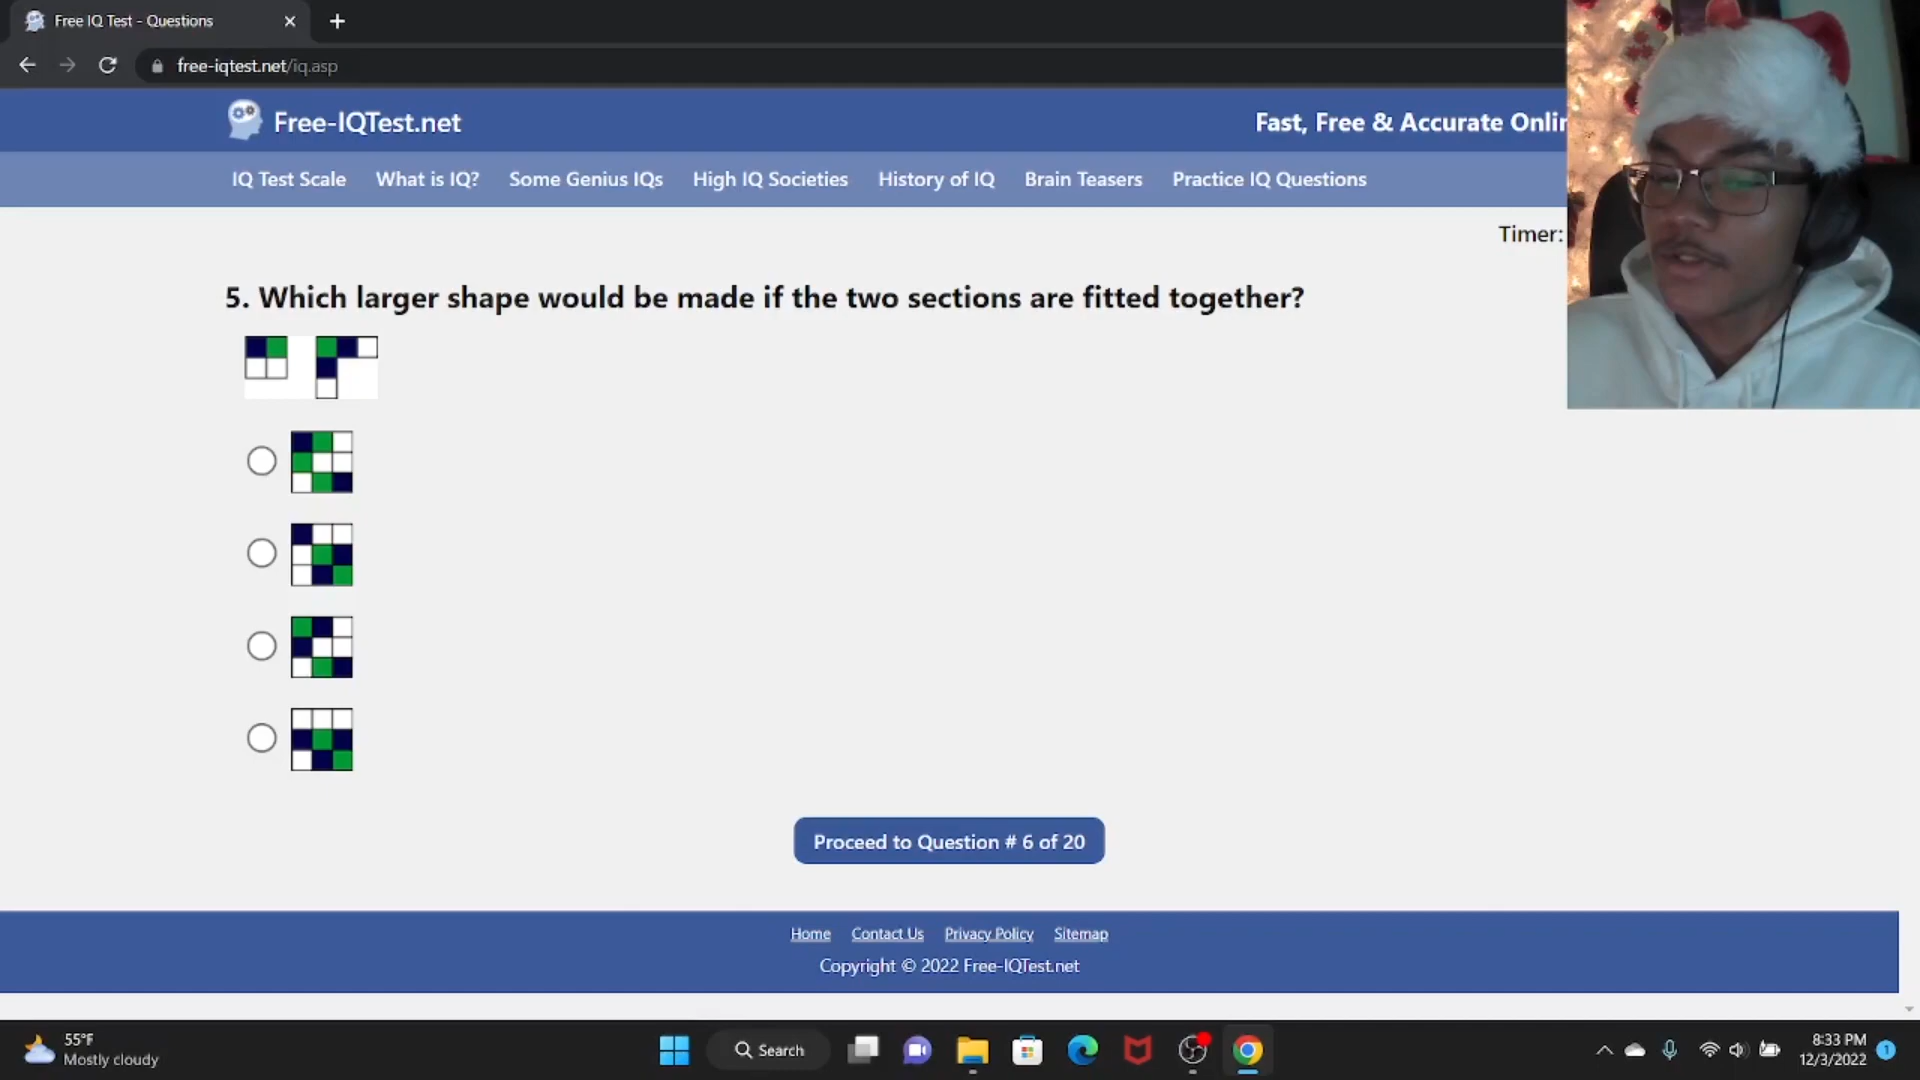 Free IQ Test - Questions
free-iqtest.net/iq.asp
Free-IQTest.net
Fast, Free & Accurate Onlin
IQ Test Scale What is IQ? Some Genius IQs High IQ Societies History of IQ Brain Teasers Practice IQ Questions
Timer:
5. Which larger shape would be made if the two sections are fitted together?
Proceed to Question # 6 of 20
Home Contact Us Privacy Policy Sitemap
Copyright © 2022 Free-IQTest.net
55°F
Mostly cloudy
Search
8:33 PM
12/3/2022
1